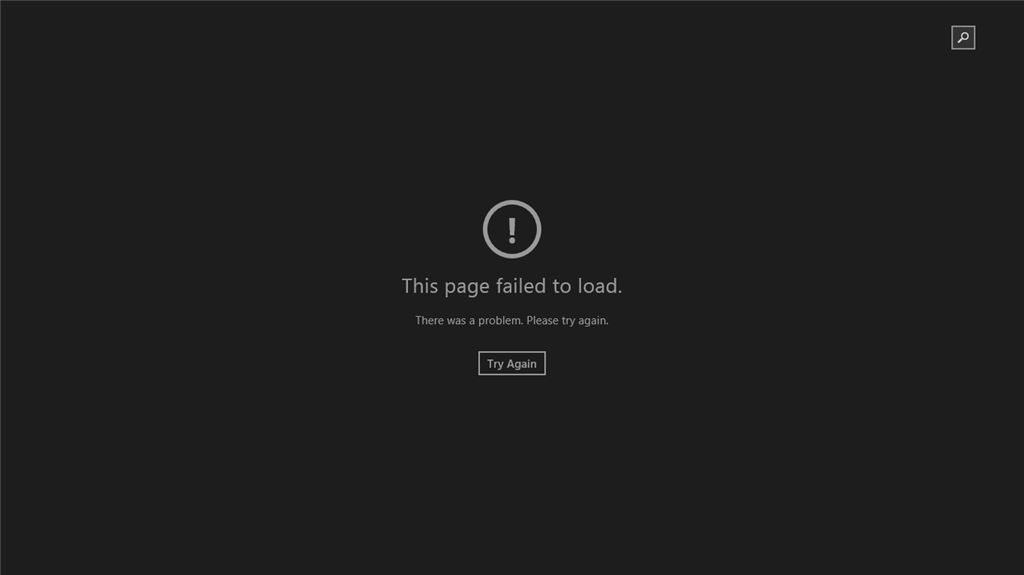 This page failed to load.
There was a problem. Please try again.
Try Again